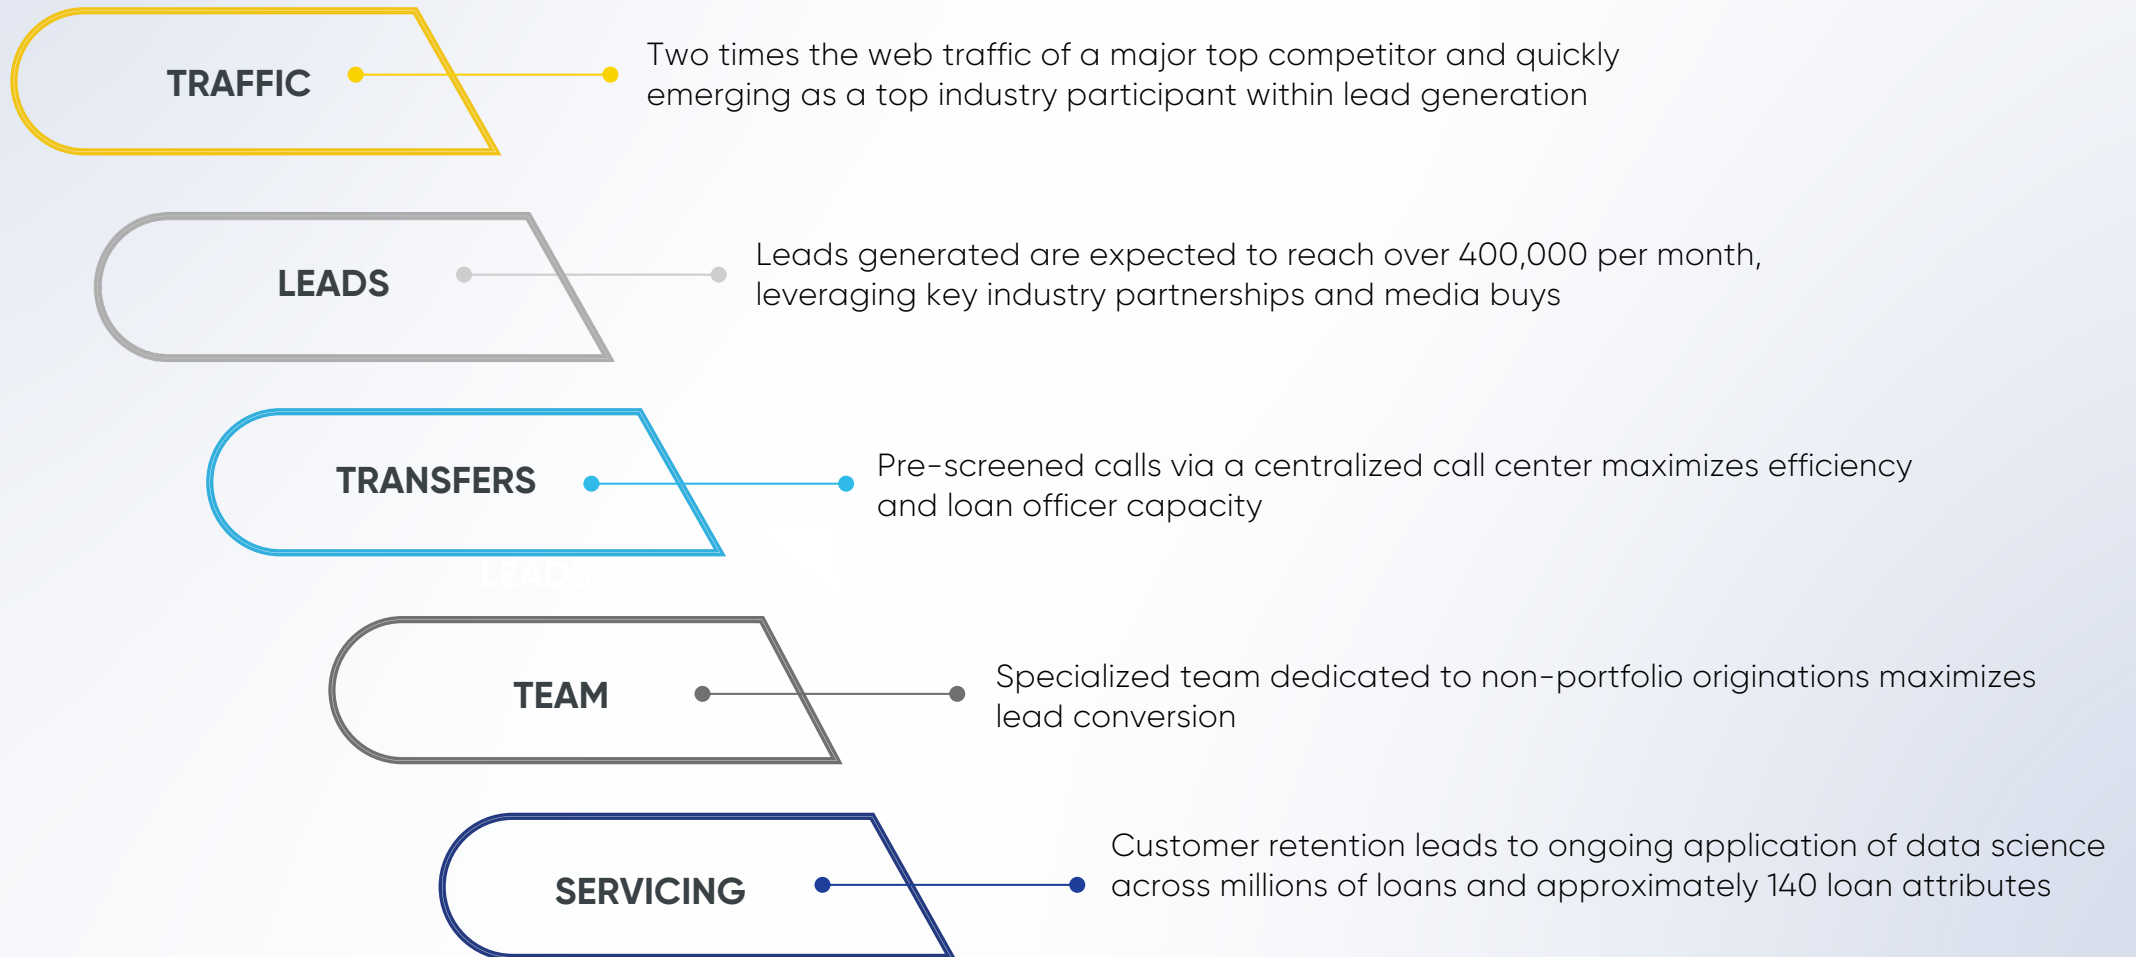 TRAFFIC
Two times the web traffic of a major top competitor and quickly
emerging as a top industry participant within lead generation
LEADS
Leads generated are expected to reach over 400,000 per month,
leveraging key industry partnerships and media buys
TRANSFERS
Pre-screened calls via a centralized call center maximizes efficiency
and loan officer capacity
LEADS
TEAM
Specialized team dedicated to non-portfolio originations maximizes
lead conversion
SERVICING
Customer retention leads to ongoing application of data science
across millions of loans and approximately 140 loan attributes